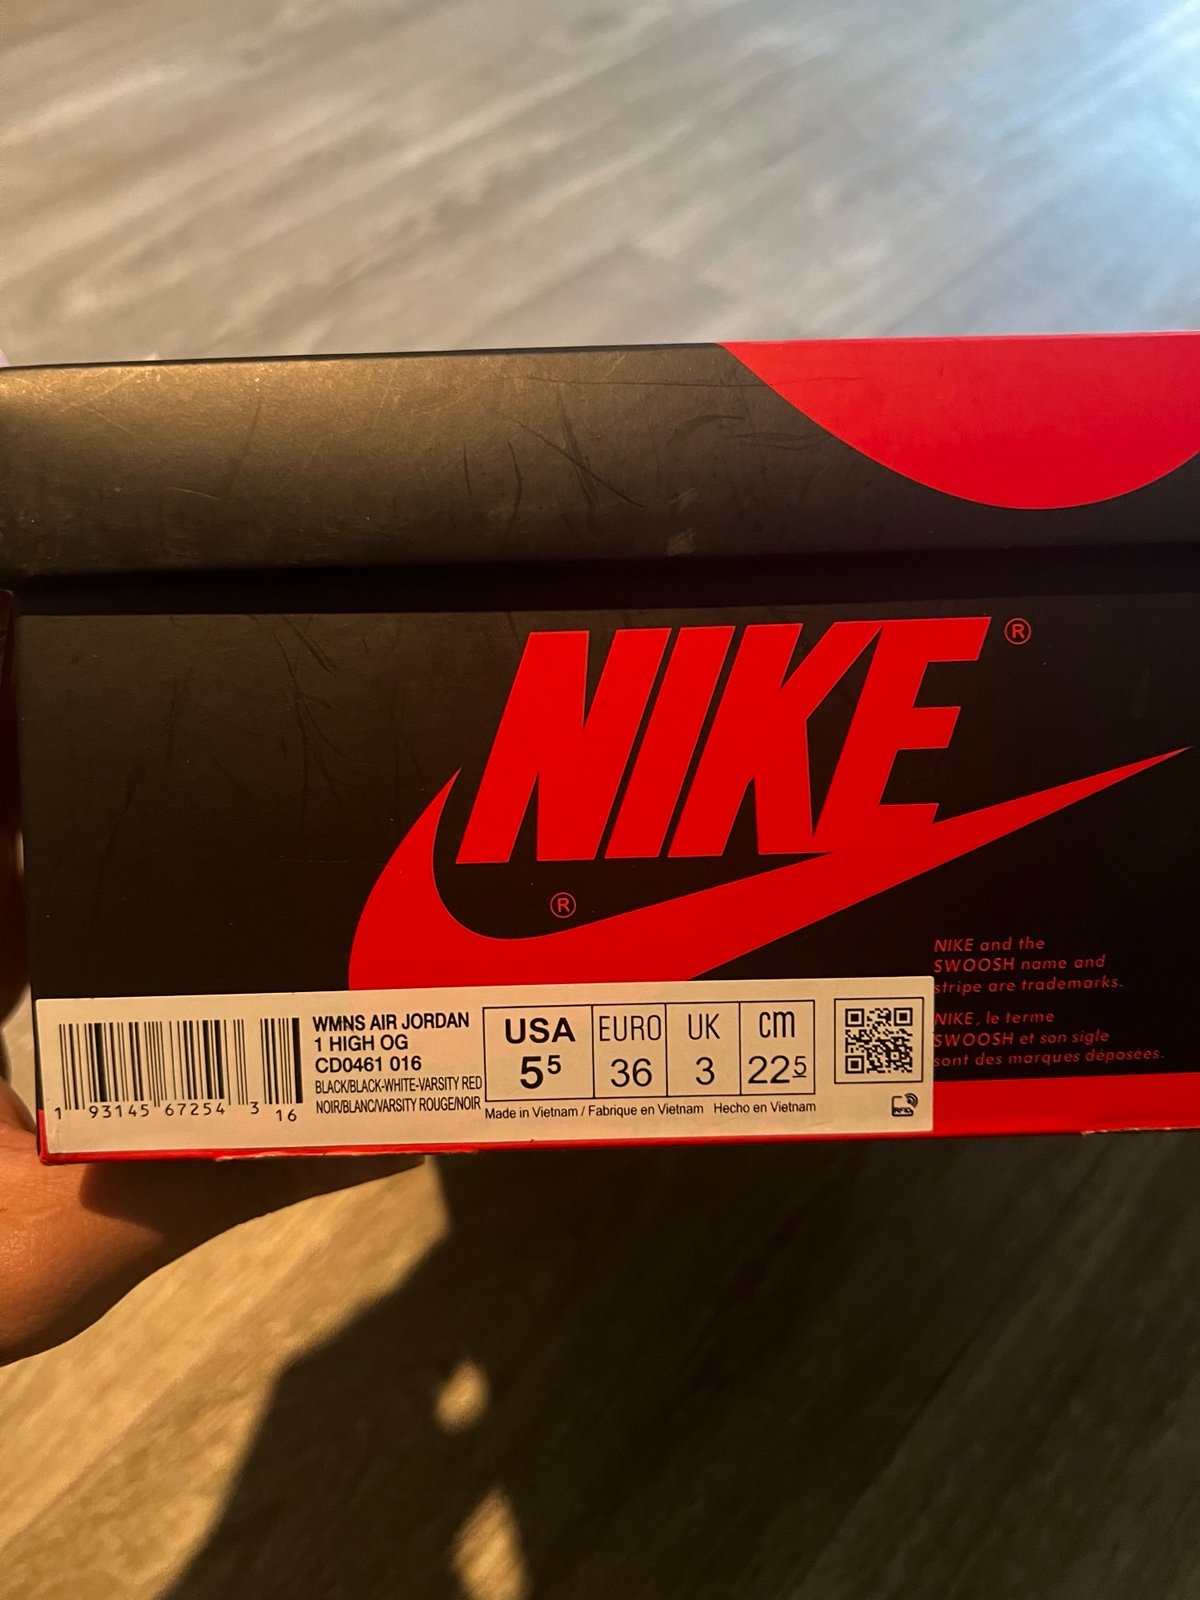 NIKE ®
®
NIKE and the
SWOOSH name and
stripe are trademarks.
NIKE, le terme
SWOOSH et son sigle
sont des marques déposées.
WMNS AIR JORDAN
1 HIGH OG
CD0461 016
BLACK/BLACK-WHITE-VARSITY RED
NOIR/BLANC/VARSITY ROUGE/NOIR
1 93145 67254 3 16
USA EURO UK cm
5⁵ 36 3 22⁵
Made in Vietnam / Fabriqué en Vietnam Hecho en Vietnam